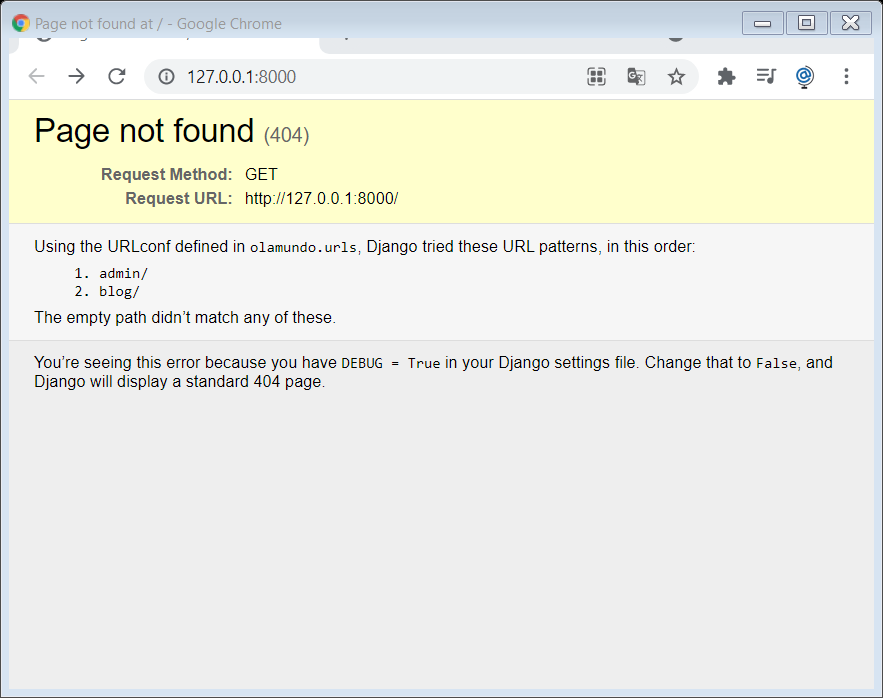 Page not found at / - Google Chrome
127.0.0.1:8000
Page not found (404)
Request Method: GET
Request URL: http://127.0.0.1:8000/
Using the URLconf defined in olamundo.urls, Django tried these URL patterns, in this order:
1. admin/
2. blog/
The empty path didn’t match any of these.
You’re seeing this error because you have DEBUG = True in your Django settings file. Change that to False, and
Django will display a standard 404 page.